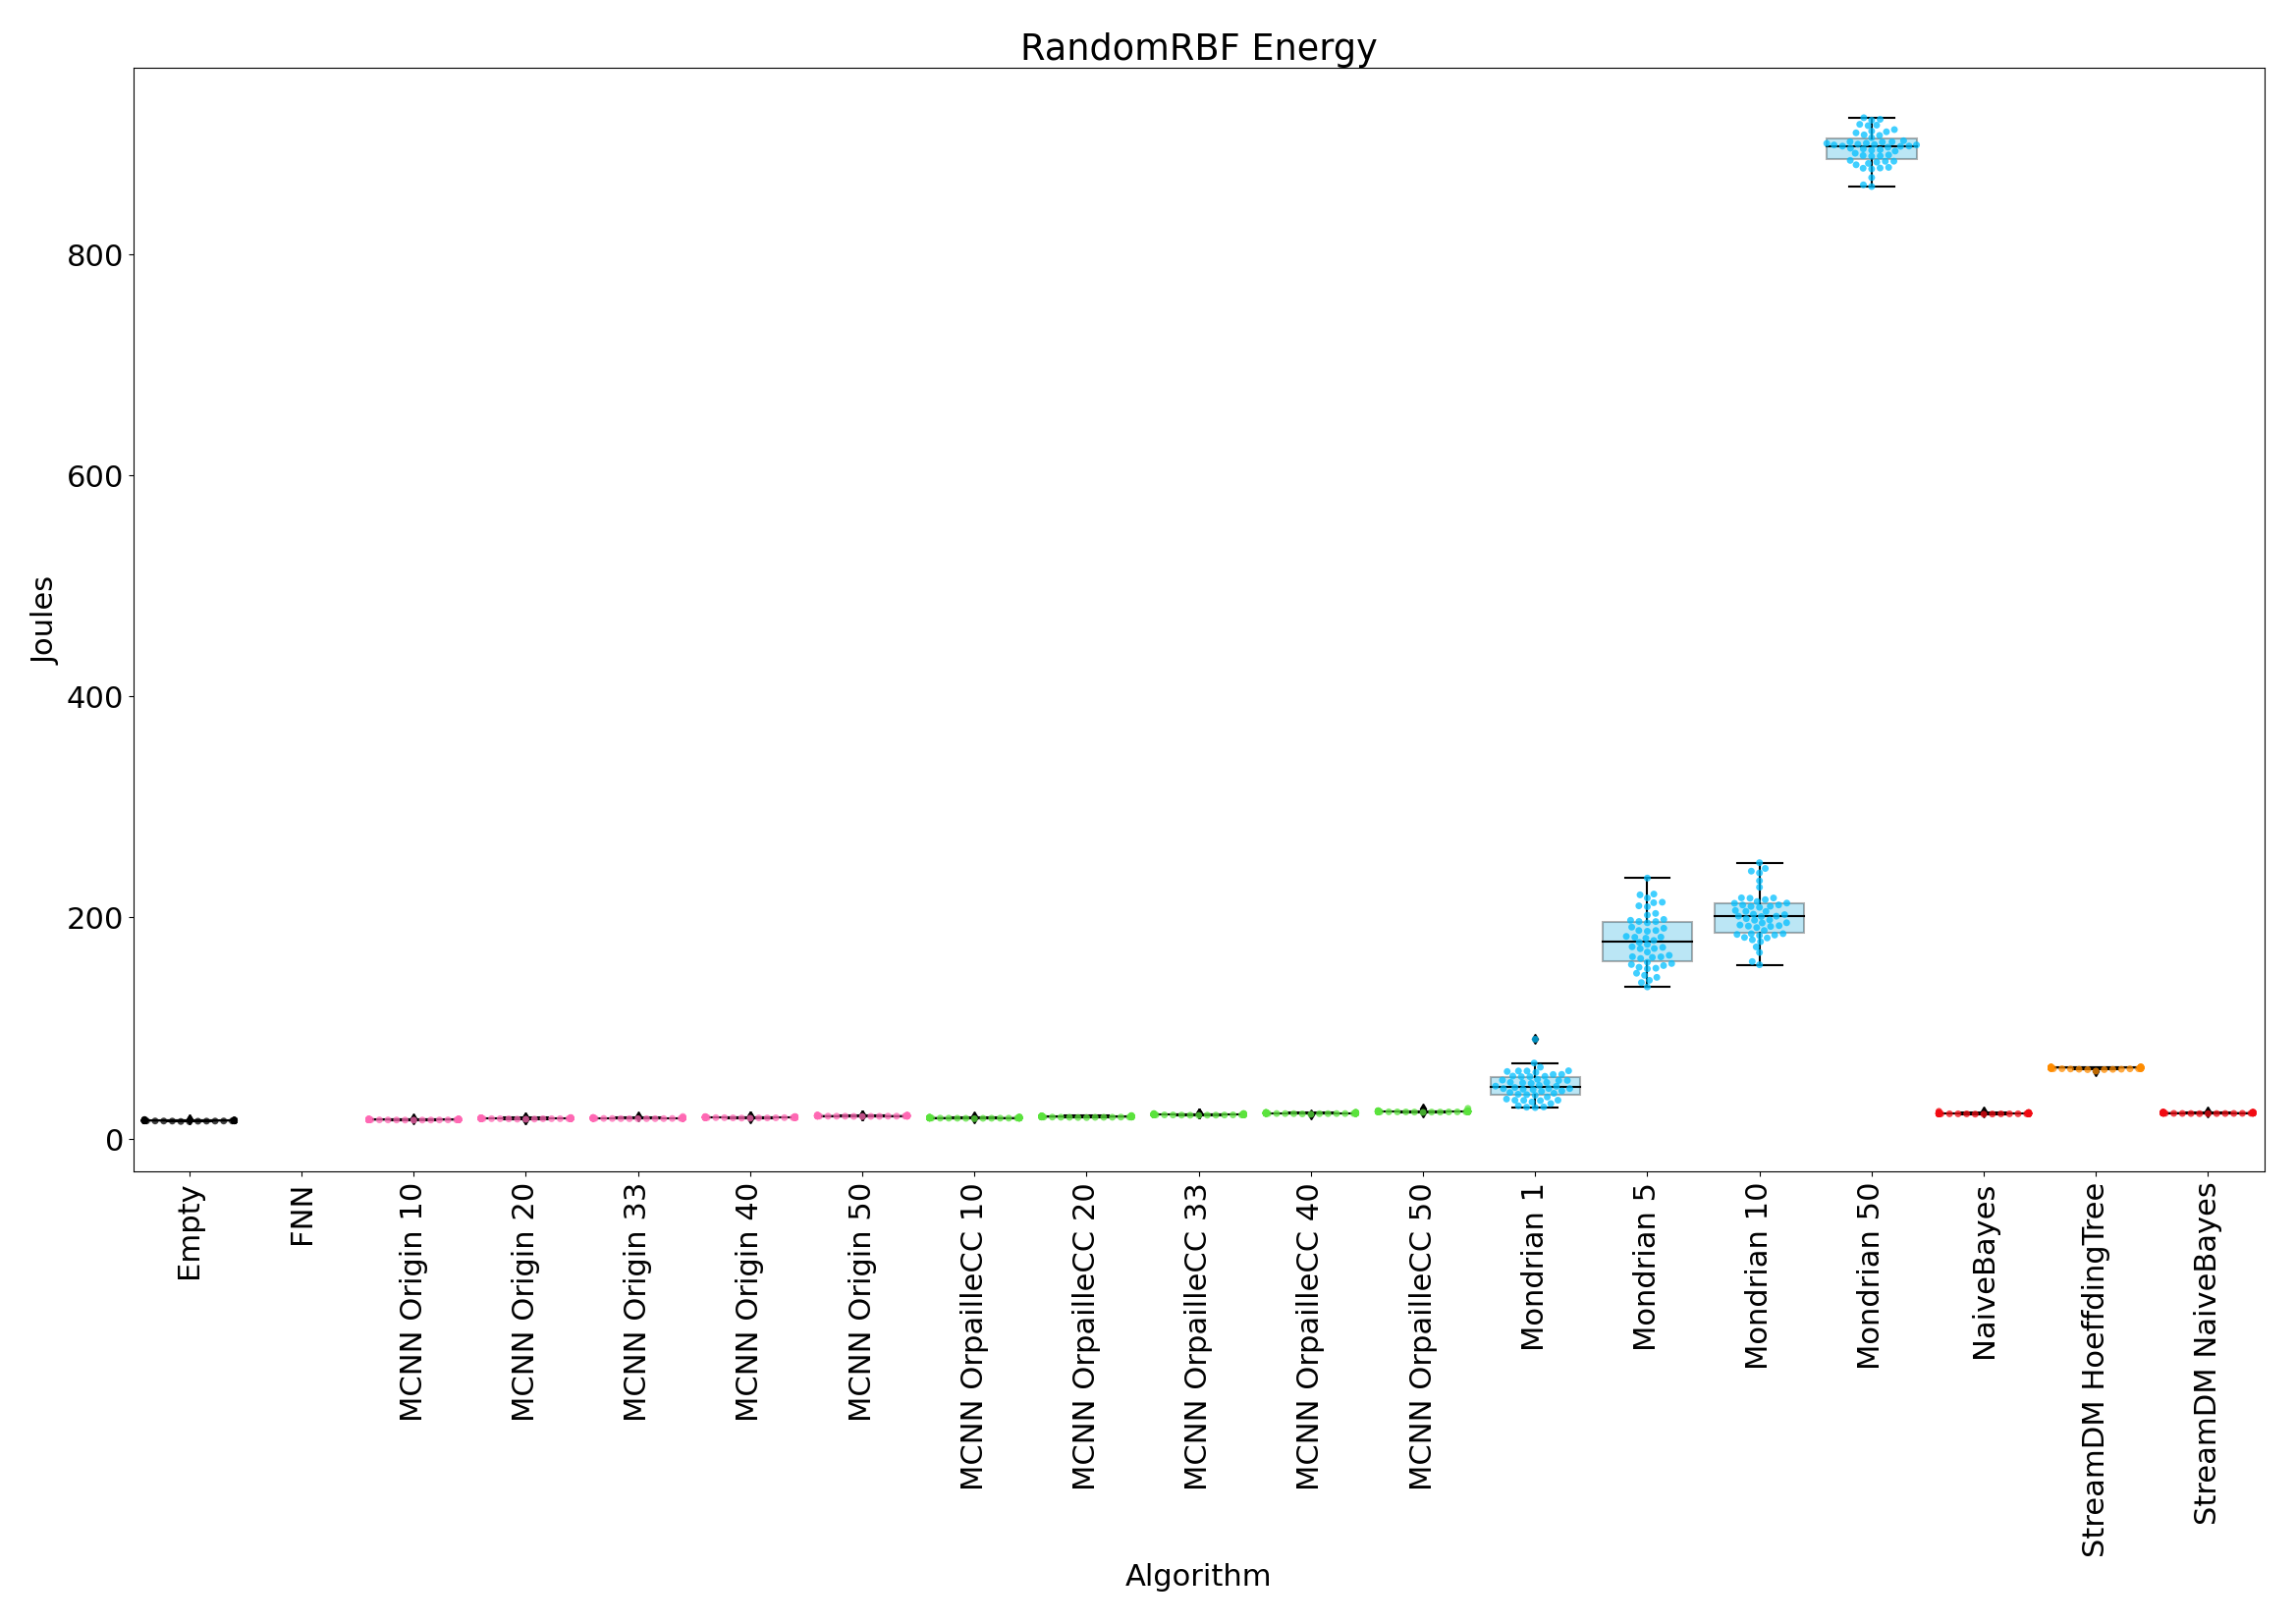 RandomRBF Energy
Joules
800
600
400
200
0
Empty
FNN
MCNN Origin 10
MCNN Origin 20
MCNN Origin 33
MCNN Origin 40
MCNN Origin 50
MCNN OrpailleCC 10
MCNN OrpailleCC 20
MCNN OrpailleCC 33
MCNN OrpailleCC 40
MCNN OrpailleCC 50
Mondrian 1
Mondrian 5
Mondrian 10
Mondrian 50
NaiveBayes
StreamDM HoeffdingTree
StreamDM NaiveBayes
Algorithm